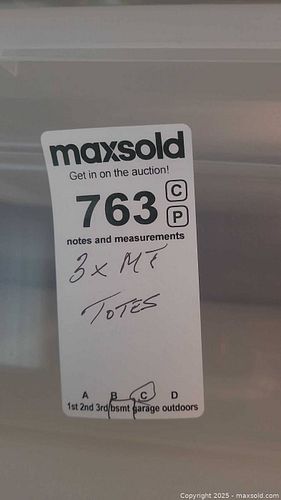 maxsold
Get in on the auction!
763 C
P
notes and measurements
3 x MT
TOTES
A B C D
1st 2nd 3rd bsmt garage outdoors
Copyright 2025 - maxsold.com